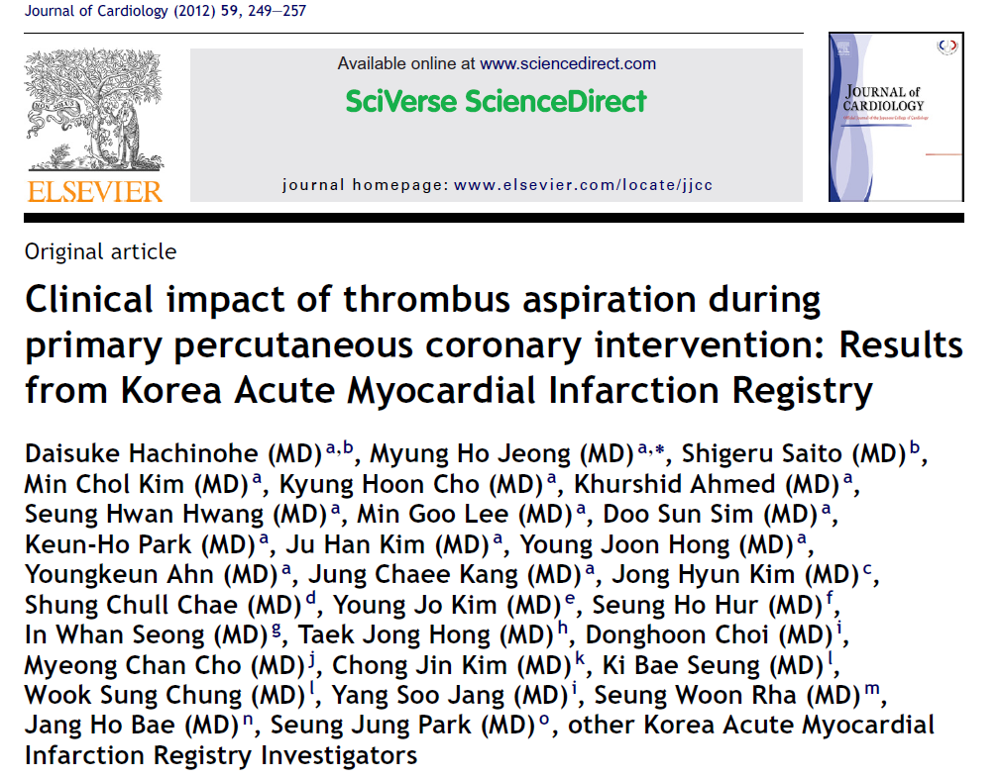 Journal of Cardiology (2012) 59, 249—257
Available online at www.sciencedirect.com
SciVerse ScienceDirect
journal homepage: www.elsevier.com/locate/jjcc
ELSEVIER
JOURNAL of
CARDIOLOGY
Official Journal of the Japanese College of Cardiology
Original article
Clinical impact of thrombus aspiration during
primary percutaneous coronary intervention: Results
from Korea Acute Myocardial Infarction Registry
Daisuke Hachinohe (MD)a,b, Myung Ho Jeong (MD)a,*, Shigeru Saito (MD)b,
Min Chol Kim (MD)a, Kyung Hoon Cho (MD)a, Khurshid Ahmed (MD)a,
Seung Hwan Hwang (MD)a, Min Goo Lee (MD)a, Doo Sun Sim (MD)a,
Keun-Ho Park (MD)a, Ju Han Kim (MD)a, Young Joon Hong (MD)a,
Youngkeun Ahn (MD)a, Jung Chaee Kang (MD)a, Jong Hyun Kim (MD)c,
Shung Chull Chae (MD)d, Young Jo Kim (MD)e, Seung Ho Hur (MD)f,
In Whan Seong (MD)g, Taek Jong Hong (MD)h, Donghoon Choi (MD)i,
Myeong Chan Cho (MD)j, Chong Jin Kim (MD)k, Ki Bae Seung (MD)l,
Wook Sung Chung (MD)l, Yang Soo Jang (MD)i, Seung Woon Rha (MD)m,
Jang Ho Bae (MD)n, Seung Jung Park (MD)o, other Korea Acute Myocardial
Infarction Registry Investigators